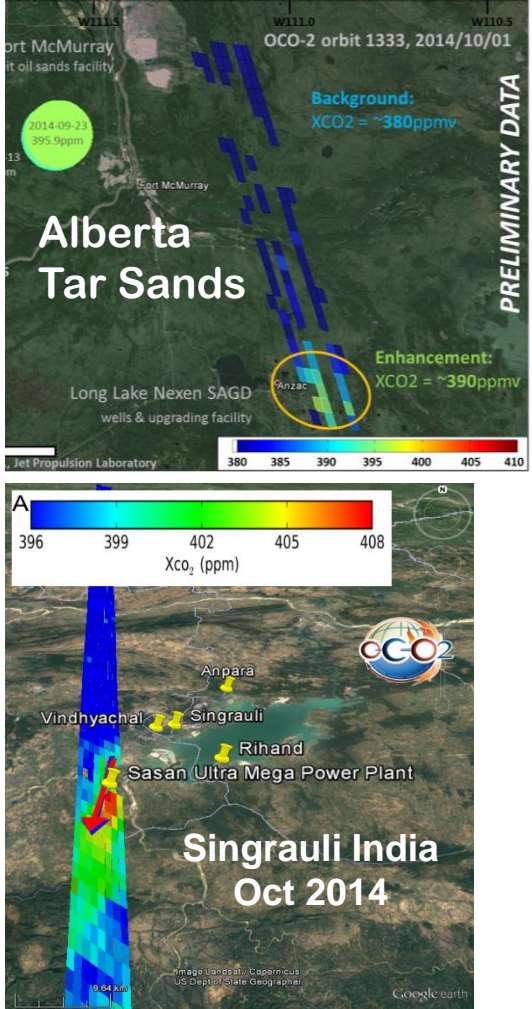 W111.5 W111.0 W110.5
ort McMurray
it oil sands facility
OCO-2 orbit 1333, 2014/10/01
Background:
XCO2 = ~380ppmv
2014-09-23
395.9ppm
-13
m
Fort McMurray
Alberta
Tar Sands
PRELIMINARY DATA
s
Enhancement:
XCO2 = ~390ppmv
Anzac
Long Lake Nexen SAGD
wells & upgrading facility
, Jet Propulsion Laboratory
380 385 390 395 400 405 410
A
396 399 402 405 408
Xco₂ (ppm)
N
OCO2
Anpara
Vindhyachal
Singrauli
Rihand
Sasan Ultra Mega Power Plant
Singrauli India
Oct 2014
Image Landsat / Copernicus
US Dept of State Geographer
9.64 km
Google earth